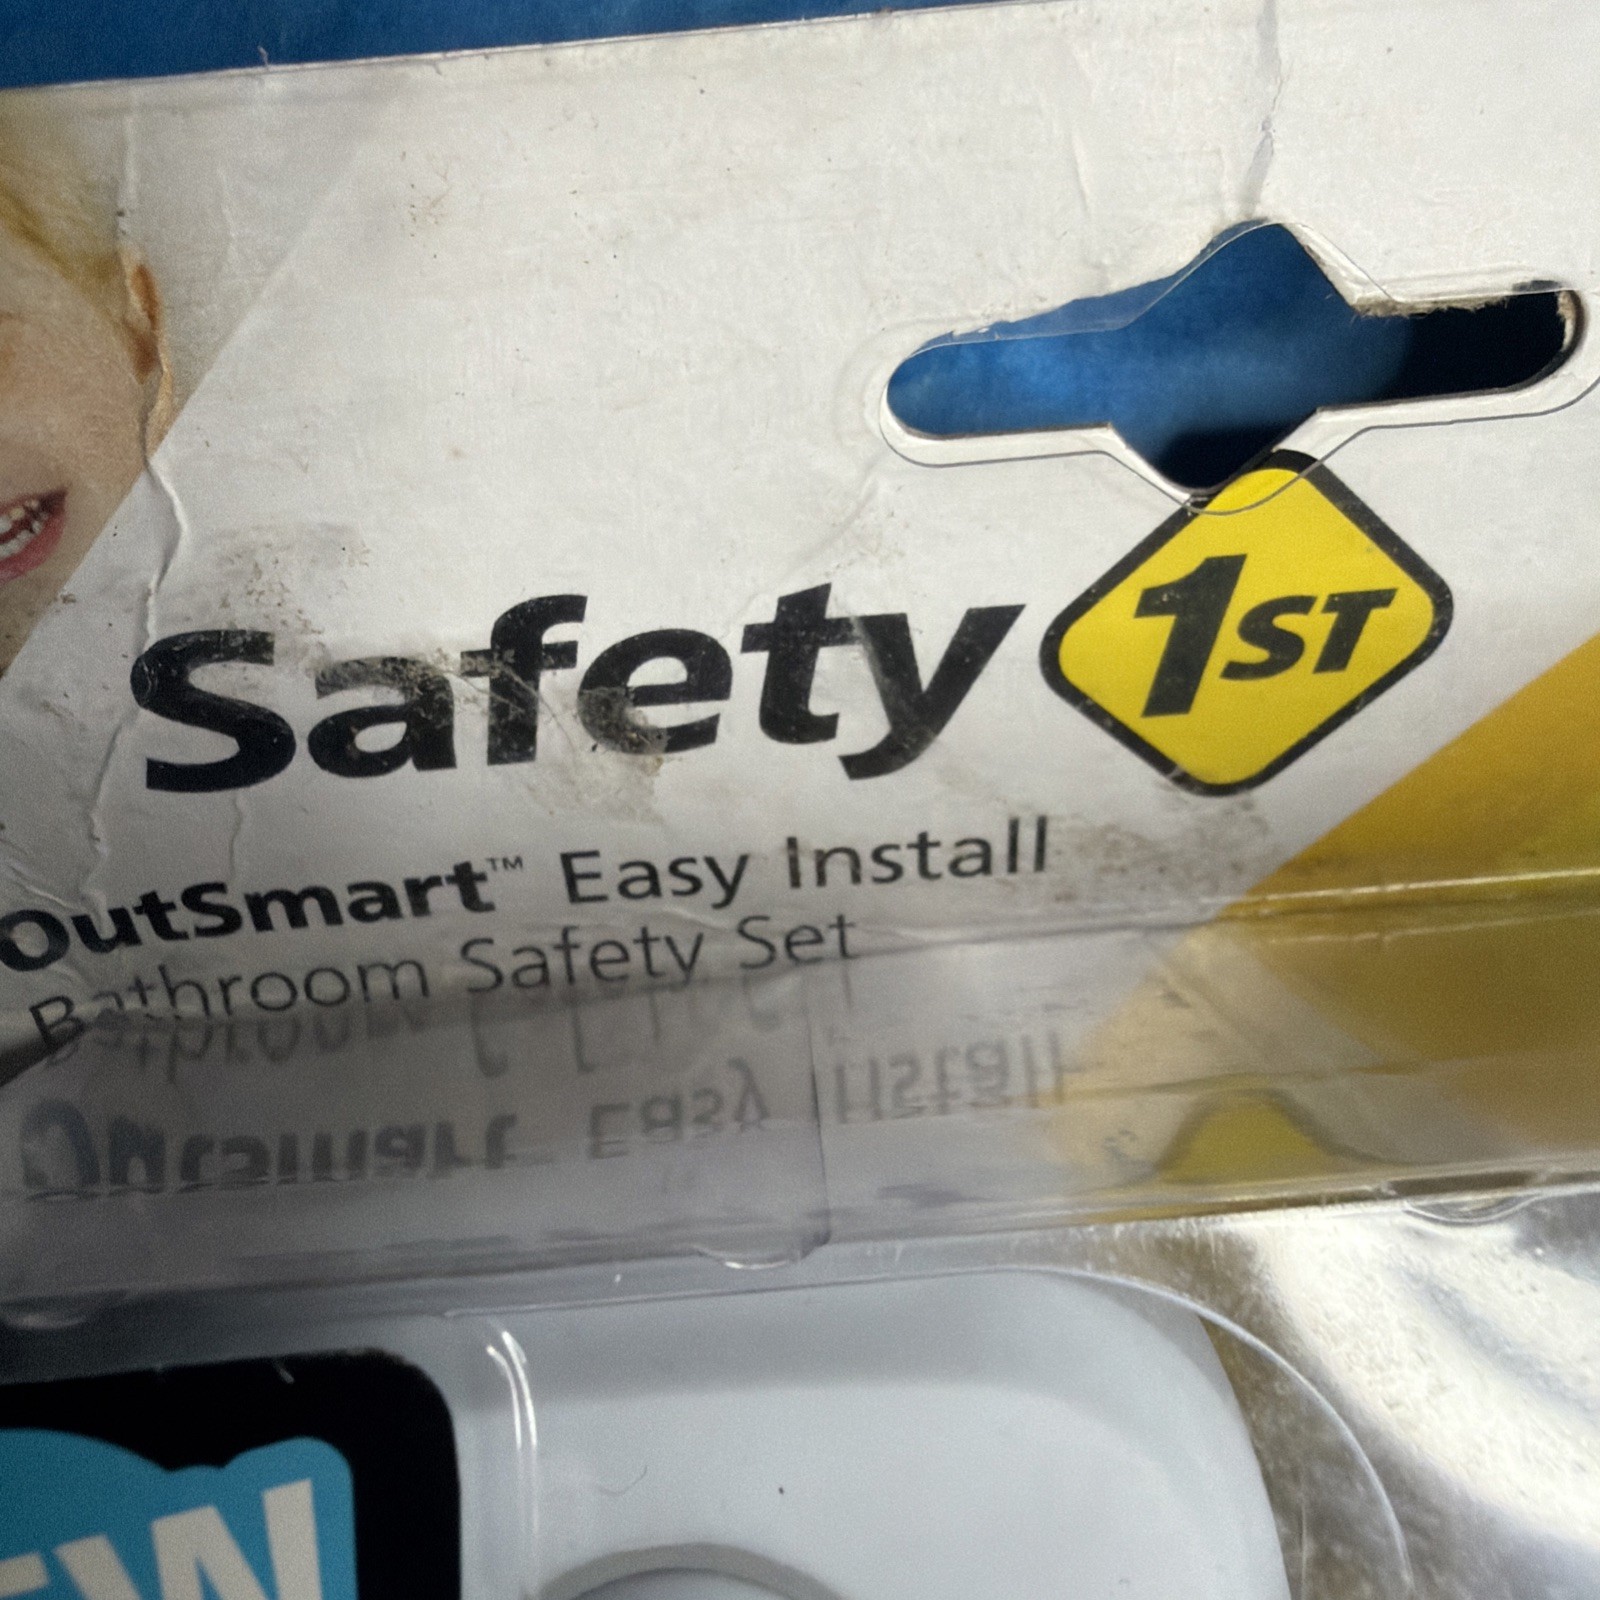 Safety 1ST
OutSmart™ Easy Install
Bathroom Safety Set